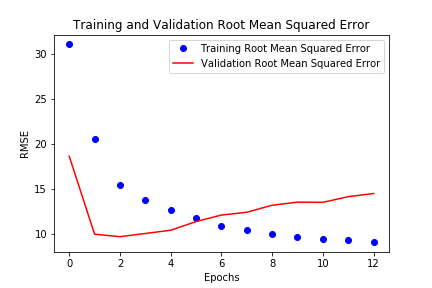 Training and Validation Root Mean Squared Error
Training Root Mean Squared Error
Validation Root Mean Squared Error
RMSE
30
25
20
15
10
0 2 4 6 8 10 12
Epochs